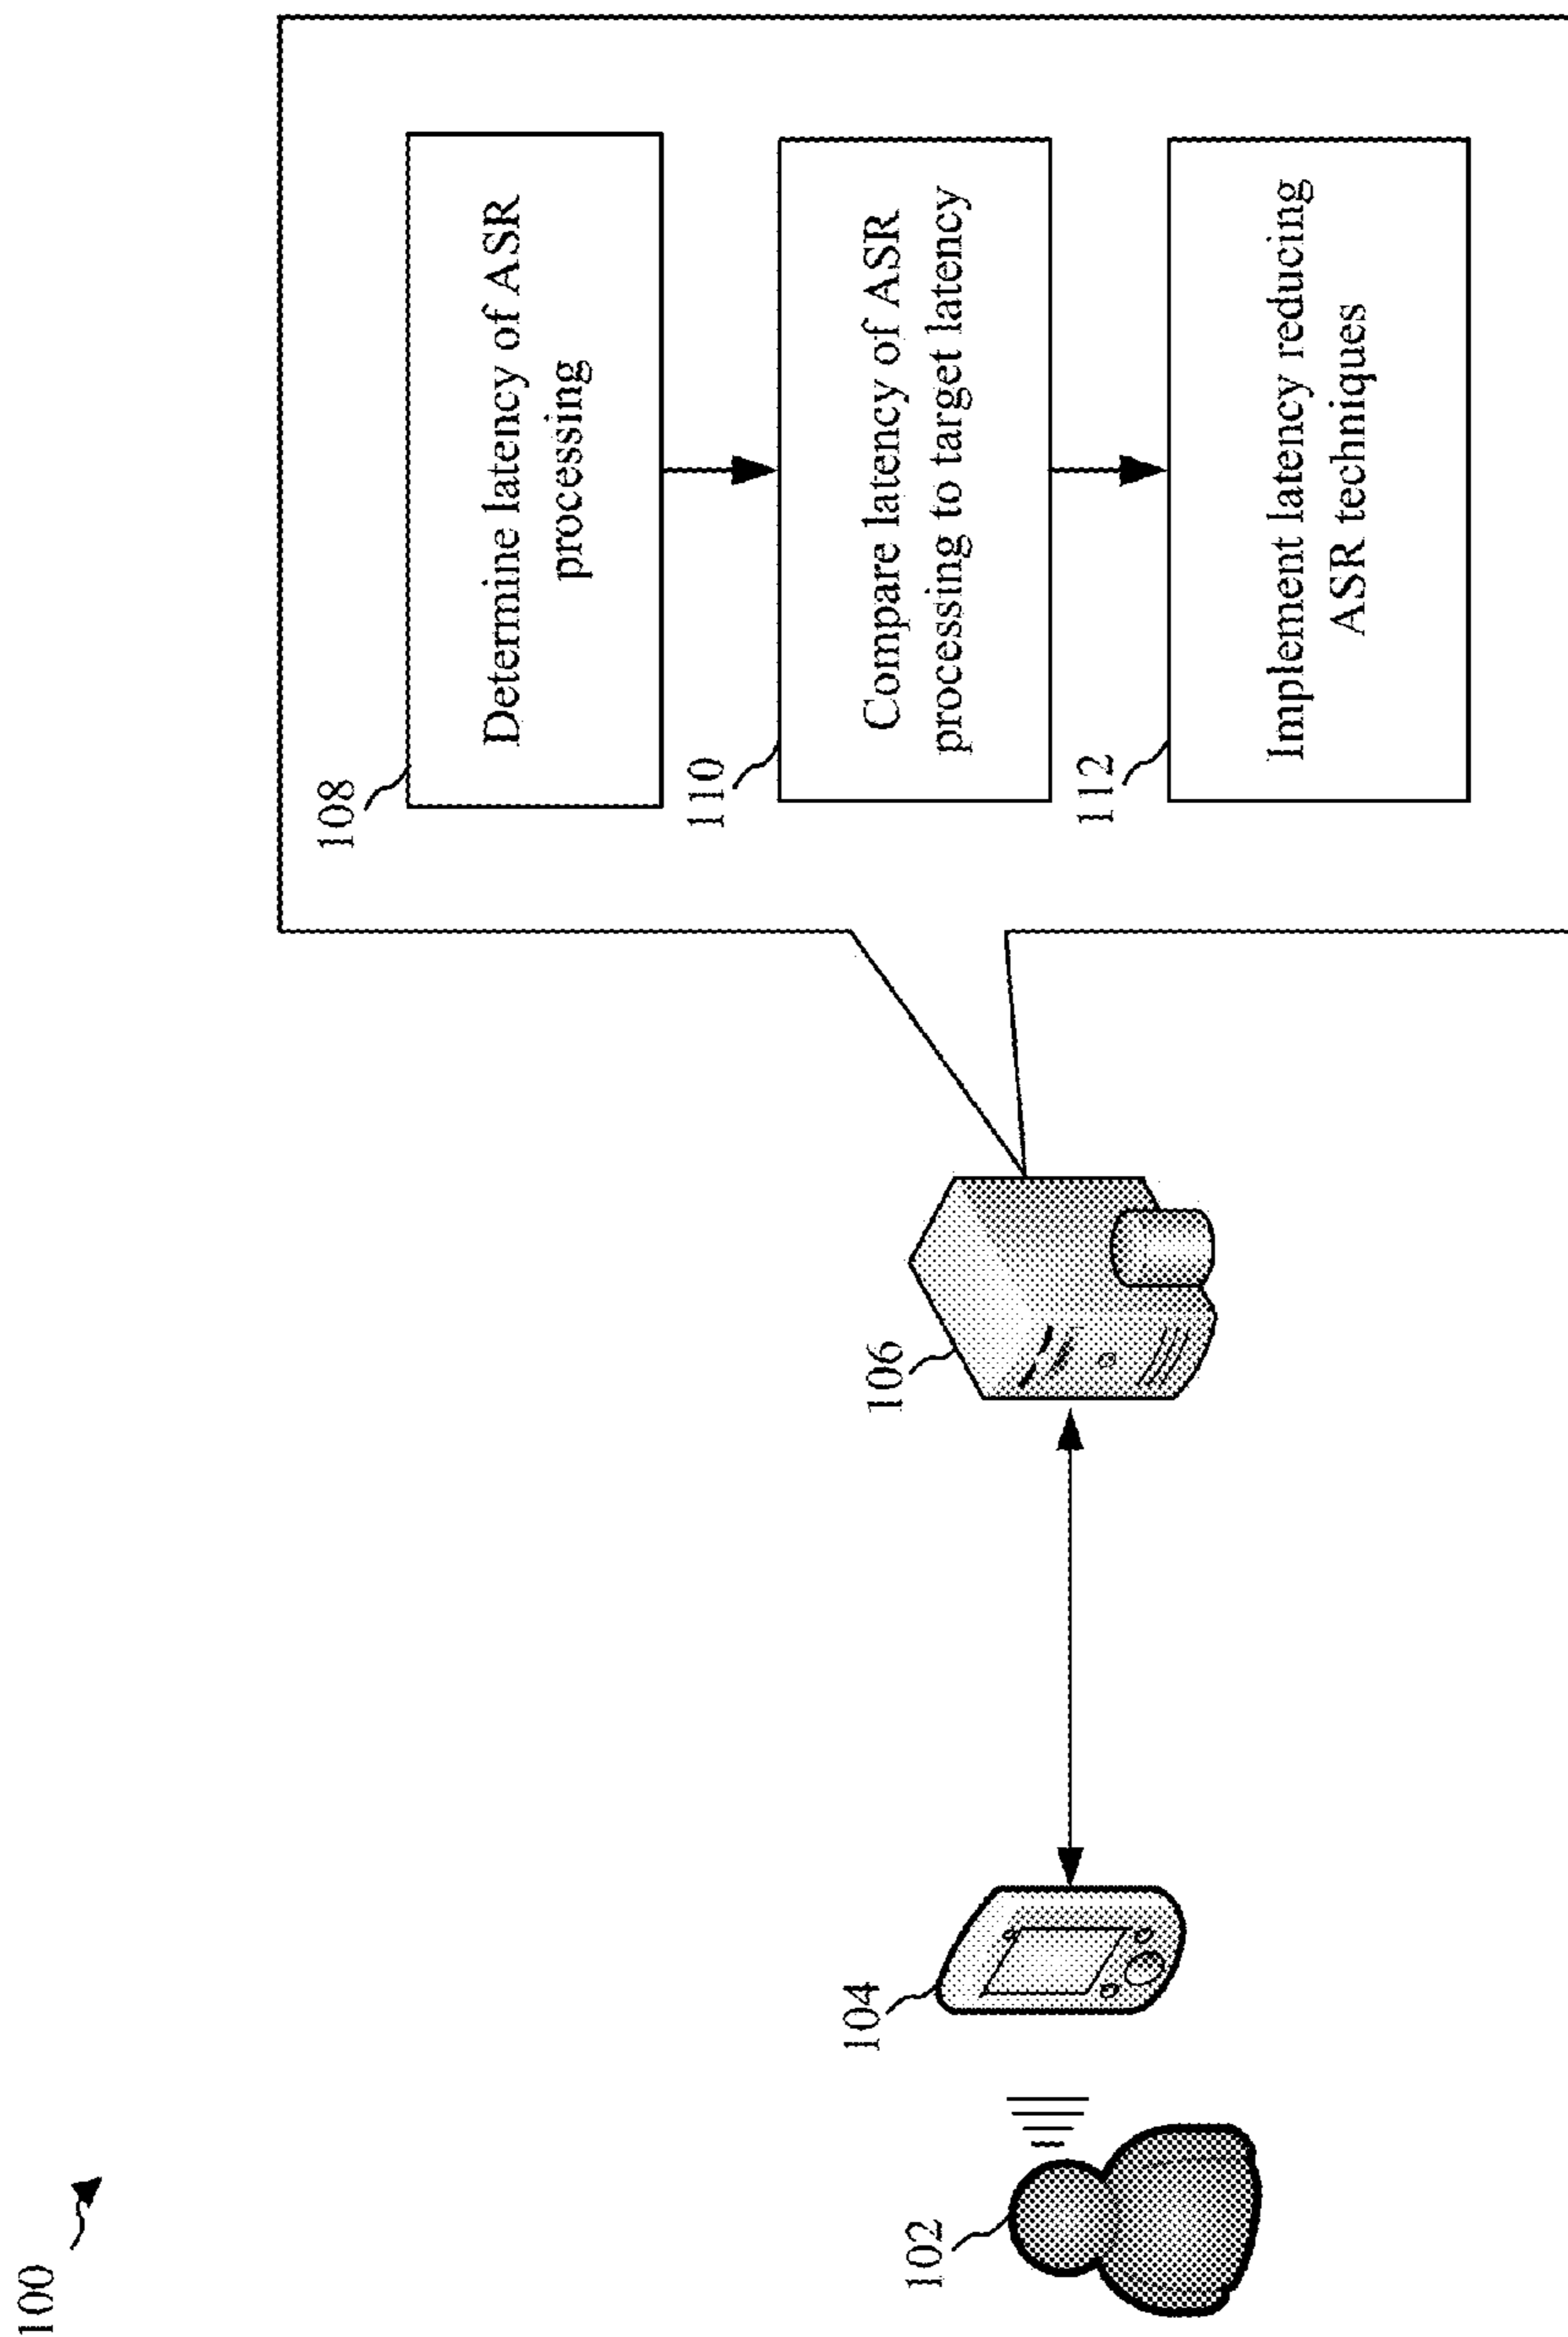 100
102
104
106
108
Determine latency of ASR
processing
110
Compare latency of ASR
processing to target latency
112
Implement latency reducing
ASR techniques